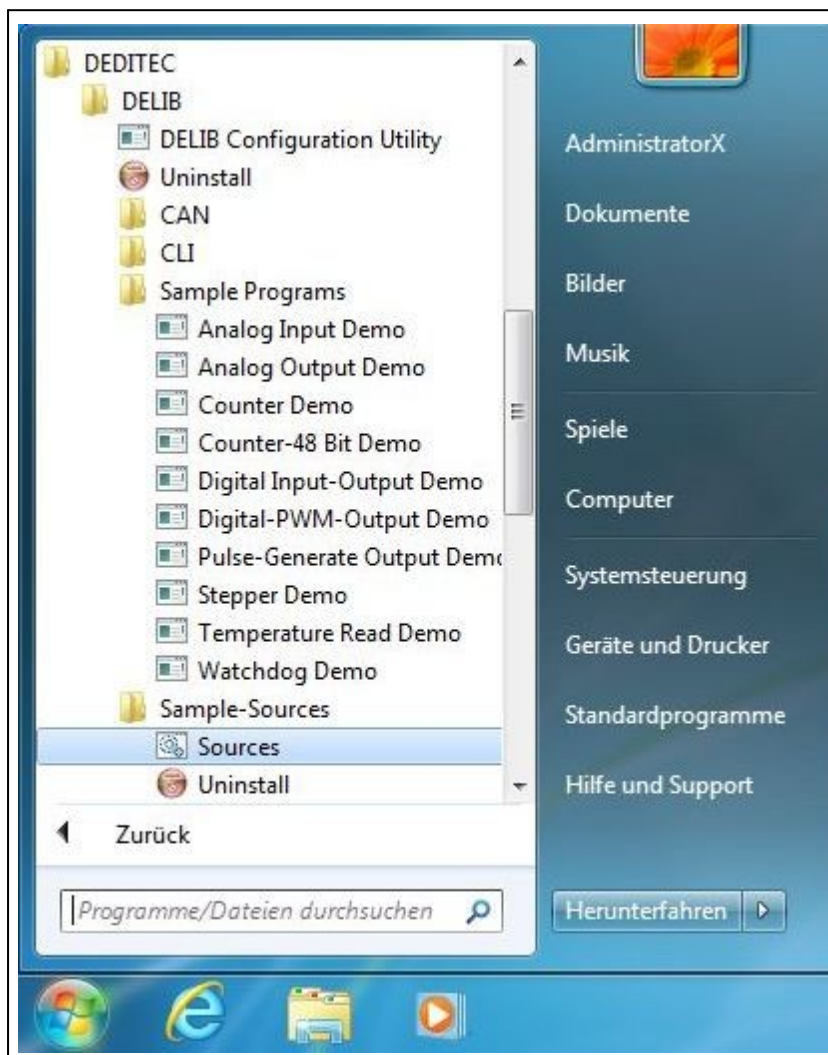 DEDITEC
DELIB
DELIB Configuration Utility
Uninstall
CAN
CLI
Sample Programs
Analog Input Demo
Analog Output Demo
Counter Demo
Counter-48 Bit Demo
Digital Input-Output Demo
Digital-PWM-Output Demo
Pulse-Generate Output Demo
Stepper Demo
Temperature Read Demo
Watchdog Demo
Sample-Sources
Sources
Uninstall
Zurück
Programme/Dateien durchsuchen
AdministratorX
Dokumente
Bilder
Musik
Spiele
Computer
Systemsteuerung
Geräte und Drucker
Standardprogramme
Hilfe und Support
Herunterfahren